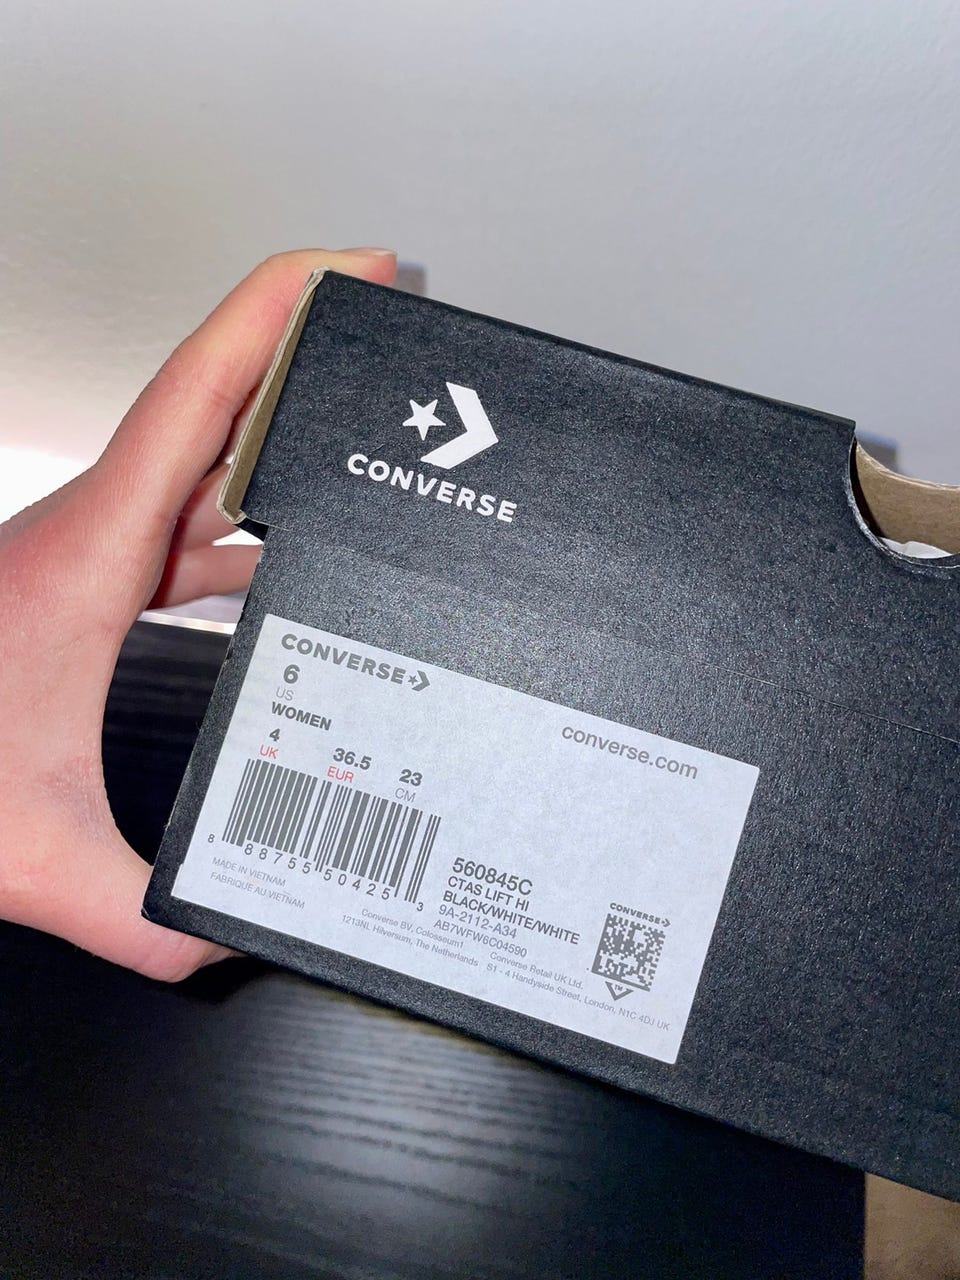 CONVERSE
CONVERSE
converse.com
6
US
WOMEN
4 36.5 23
UK EUR CM
8 88755 50425 3
MADE IN VIETNAM
FABRIQUE AU VIETNAM
560845C
CTAS LIFT HI
BLACK/WHITE/WHITE
9A-2112-A34
AB7WFW6C04590
Converse BV, Colosseum1
1213NL Hilversum, The Netherlands
Converse Retail UK Ltd.
S1 - 4 Handyside Street, London, N1C 4DJ UK
CONVERSE
TM